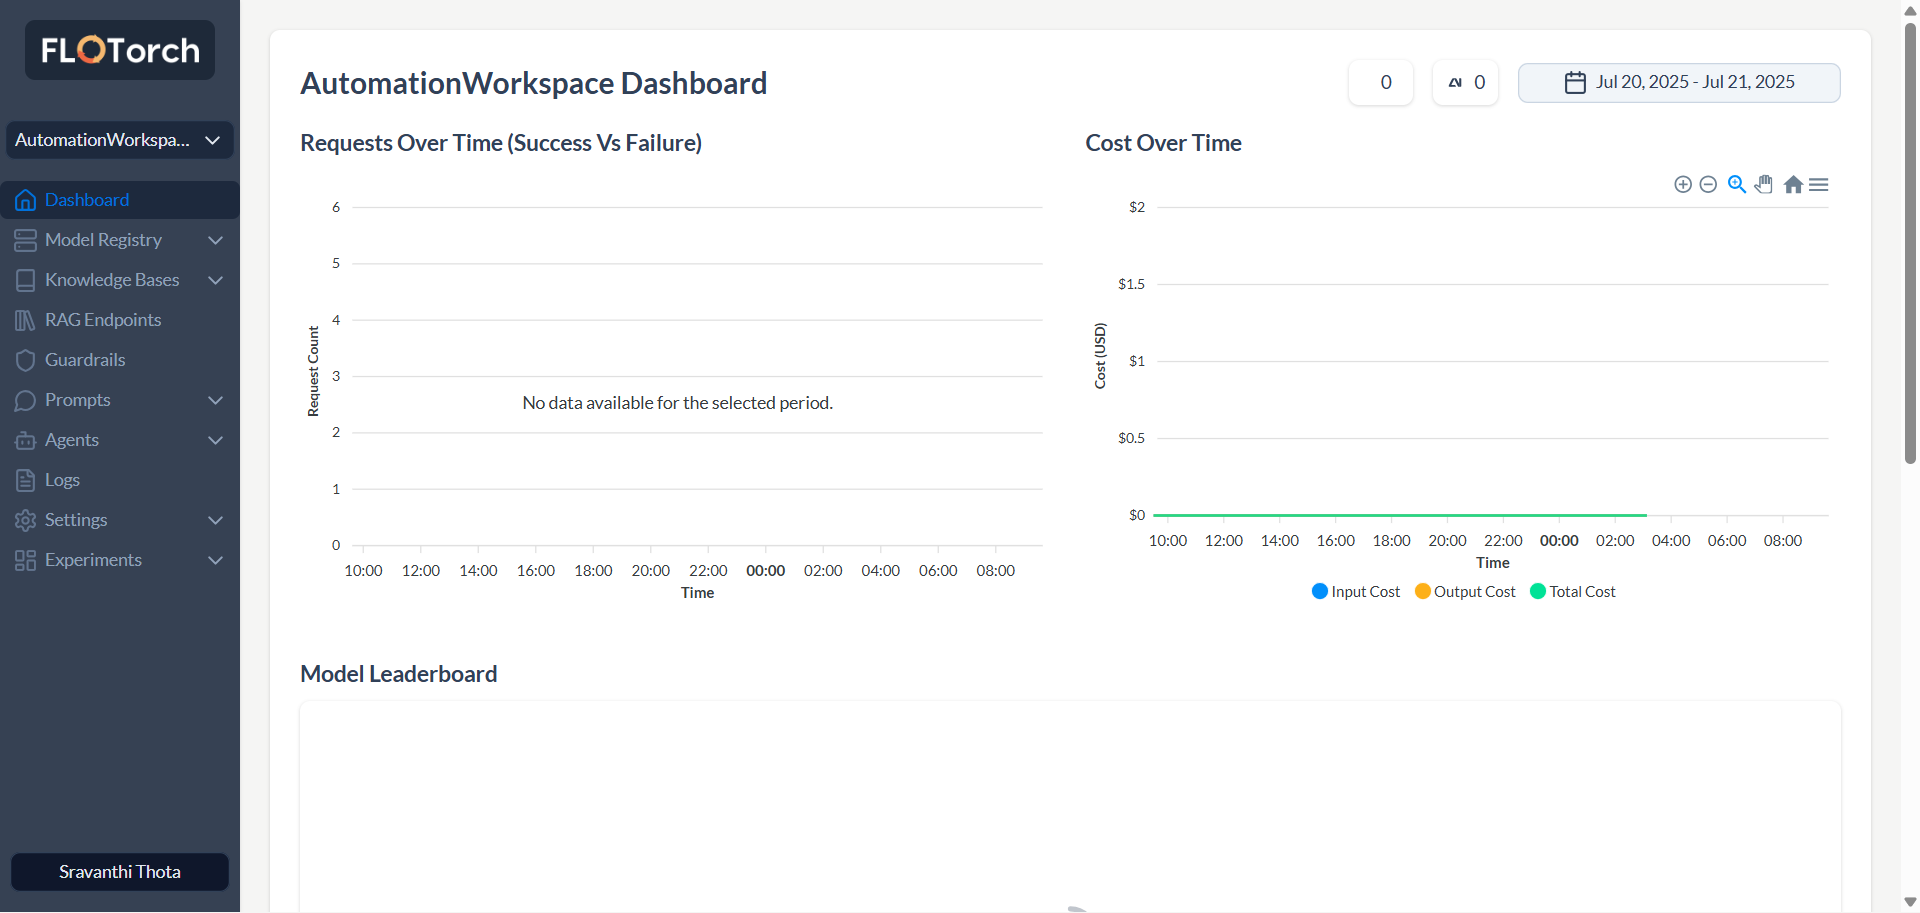 FLOTorch
AutomationWorkspa...
Dashboard
Model Registry
Knowledge Bases
RAG Endpoints
Guardrails
Prompts
Agents
Logs
Settings
Experiments
Sravanthi Thota
AutomationWorkspace Dashboard
0
0
Jul 20, 2025 - Jul 21, 2025
Requests Over Time (Success Vs Failure)
6
5
4
3
2
1
0
Request Count
No data available for the selected period.
10:00 12:00 14:00 16:00 18:00 20:00 22:00 00:00 02:00 04:00 06:00 08:00
Time
Cost Over Time
$2
$1.5
$1
$0.5
$0
Cost (USD)
10:00 12:00 14:00 16:00 18:00 20:00 22:00 00:00 02:00 04:00 06:00 08:00
Time
Input Cost Output Cost Total Cost
Model Leaderboard